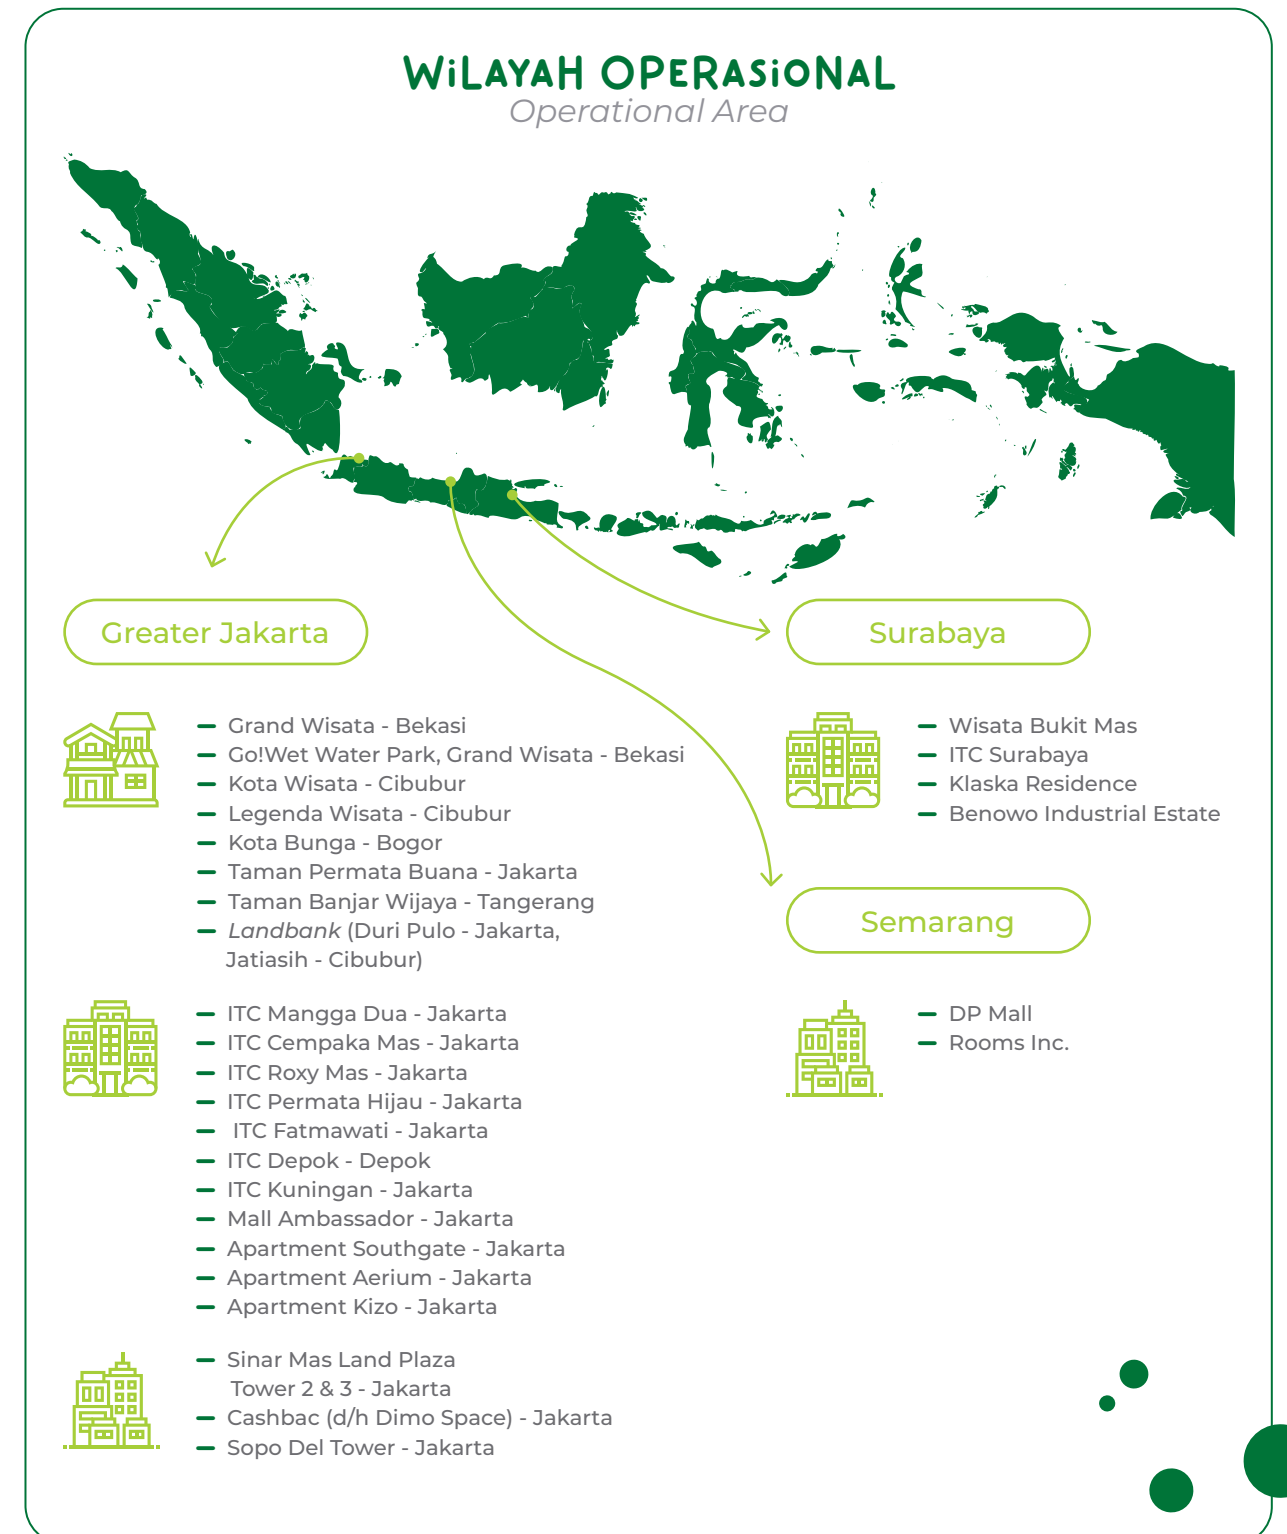 WiLAYAH OPERASiONAL
Operational Area
Greater Jakarta
Grand Wisata - Bekasi
Go!Wet Water Park, Grand Wisata - Bekasi
Kota Wisata - Cibubur
Legenda Wisata - Cibubur
Kota Bunga - Bogor
Taman Permata Buana - Jakarta
Taman Banjar Wijaya - Tangerang
Landbank (Duri Pulo - Jakarta,
Jatiasih - Cibubur)
ITC Mangga Dua - Jakarta
ITC Cempaka Mas - Jakarta
ITC Roxy Mas - Jakarta
ITC Permata Hijau - Jakarta
ITC Fatmawati - Jakarta
ITC Depok - Depok
ITC Kuningan - Jakarta
Mall Ambassador - Jakarta
Apartment Southgate - Jakarta
Apartment Aerium - Jakarta
Apartment Kizo - Jakarta
Sinar Mas Land Plaza
Tower 2 & 3 - Jakarta
Cashbac (d/h Dimo Space) - Jakarta
Sopo Del Tower - Jakarta
Surabaya
Wisata Bukit Mas
ITC Surabaya
Klaska Residence
Benowo Industrial Estate
Semarang
DP Mall
Rooms Inc.